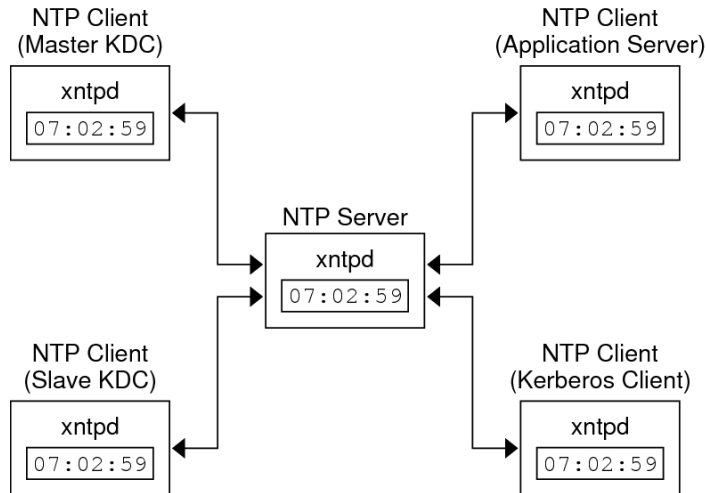 NTP Client
(Master KDC)
xntpd
07:02:59
NTP Client
(Application Server)
xntpd
07:02:59
NTP Server
xntpd
07:02:59
NTP Client
(Slave KDC)
xntpd
07:02:59
NTP Client
(Kerberos Client)
xntpd
07:02:59